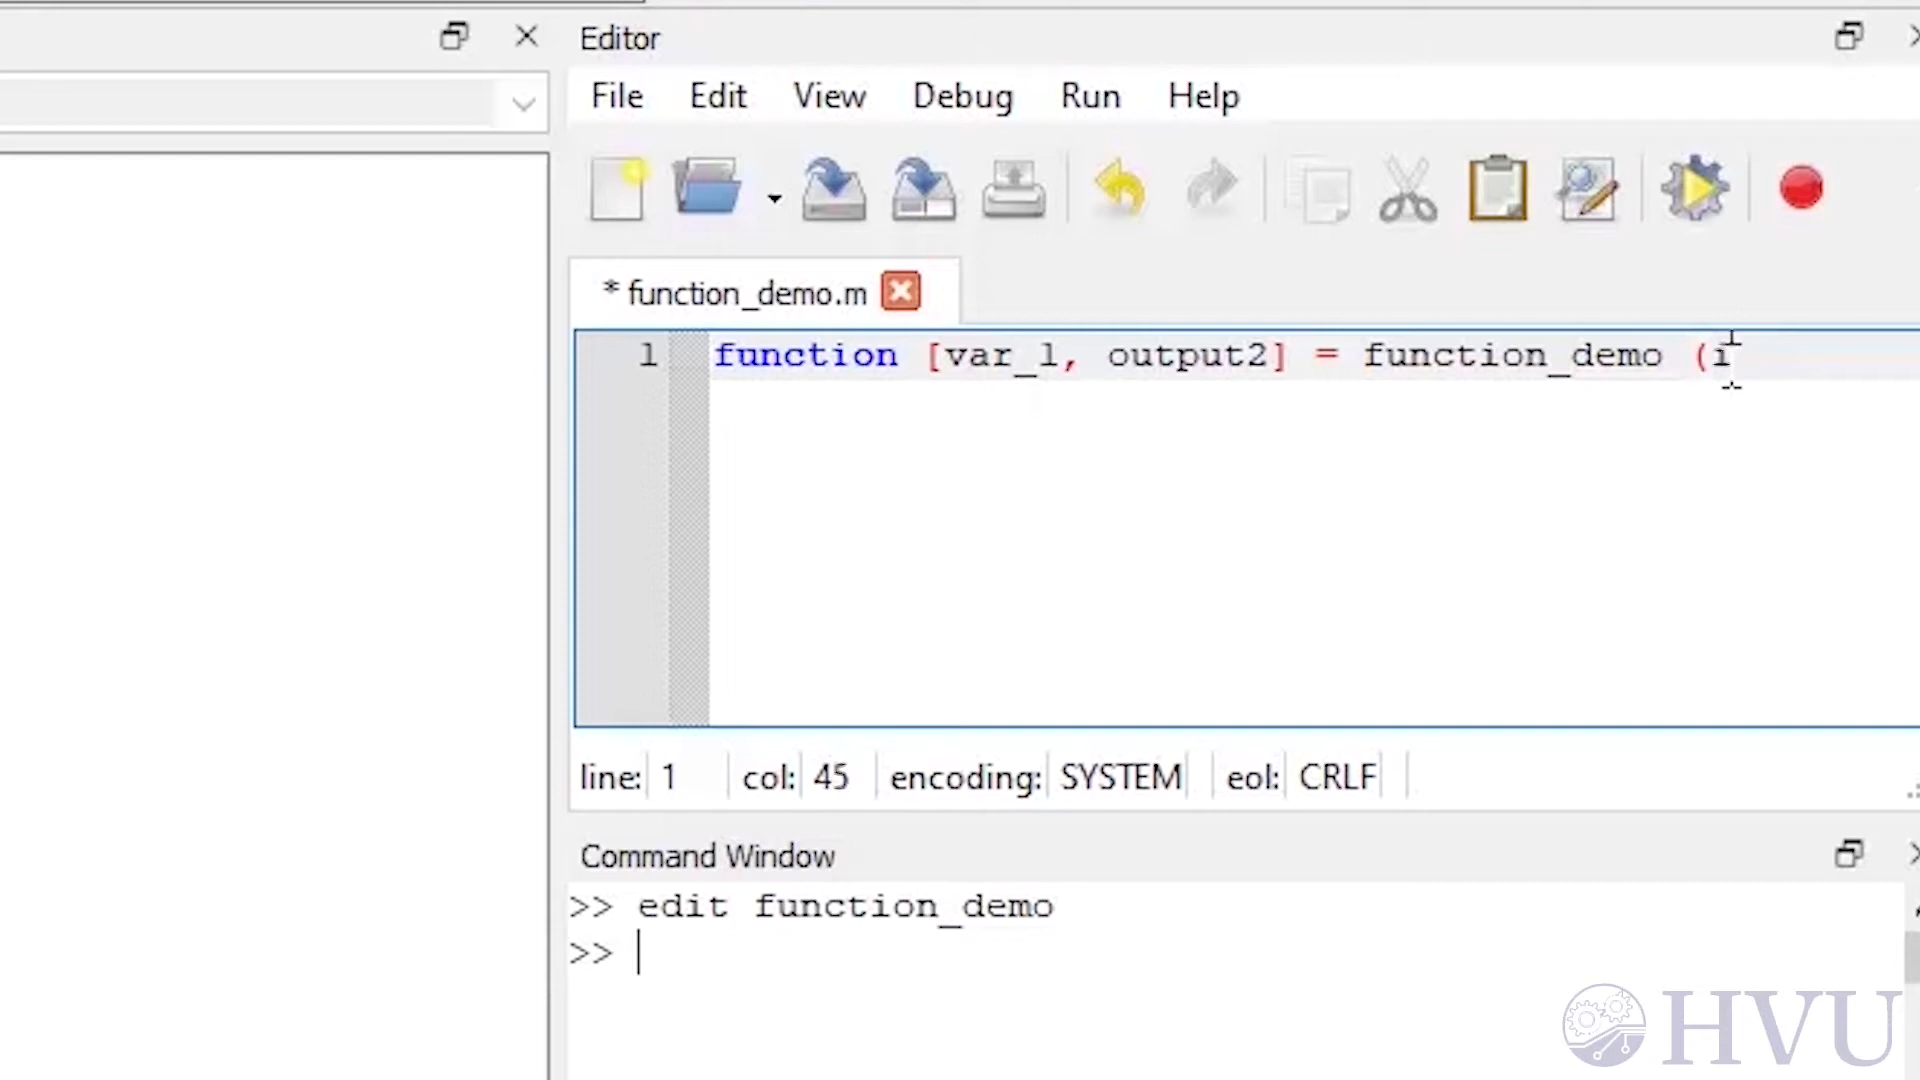 Editor
File Edit View Debug Run Help
* function_demo.m
1 function [var_1, output2] = function_demo (i
line: 1 col: 45 encoding: SYSTEM eol: CRLF
Command Window
>> edit function_demo
>>
HVU